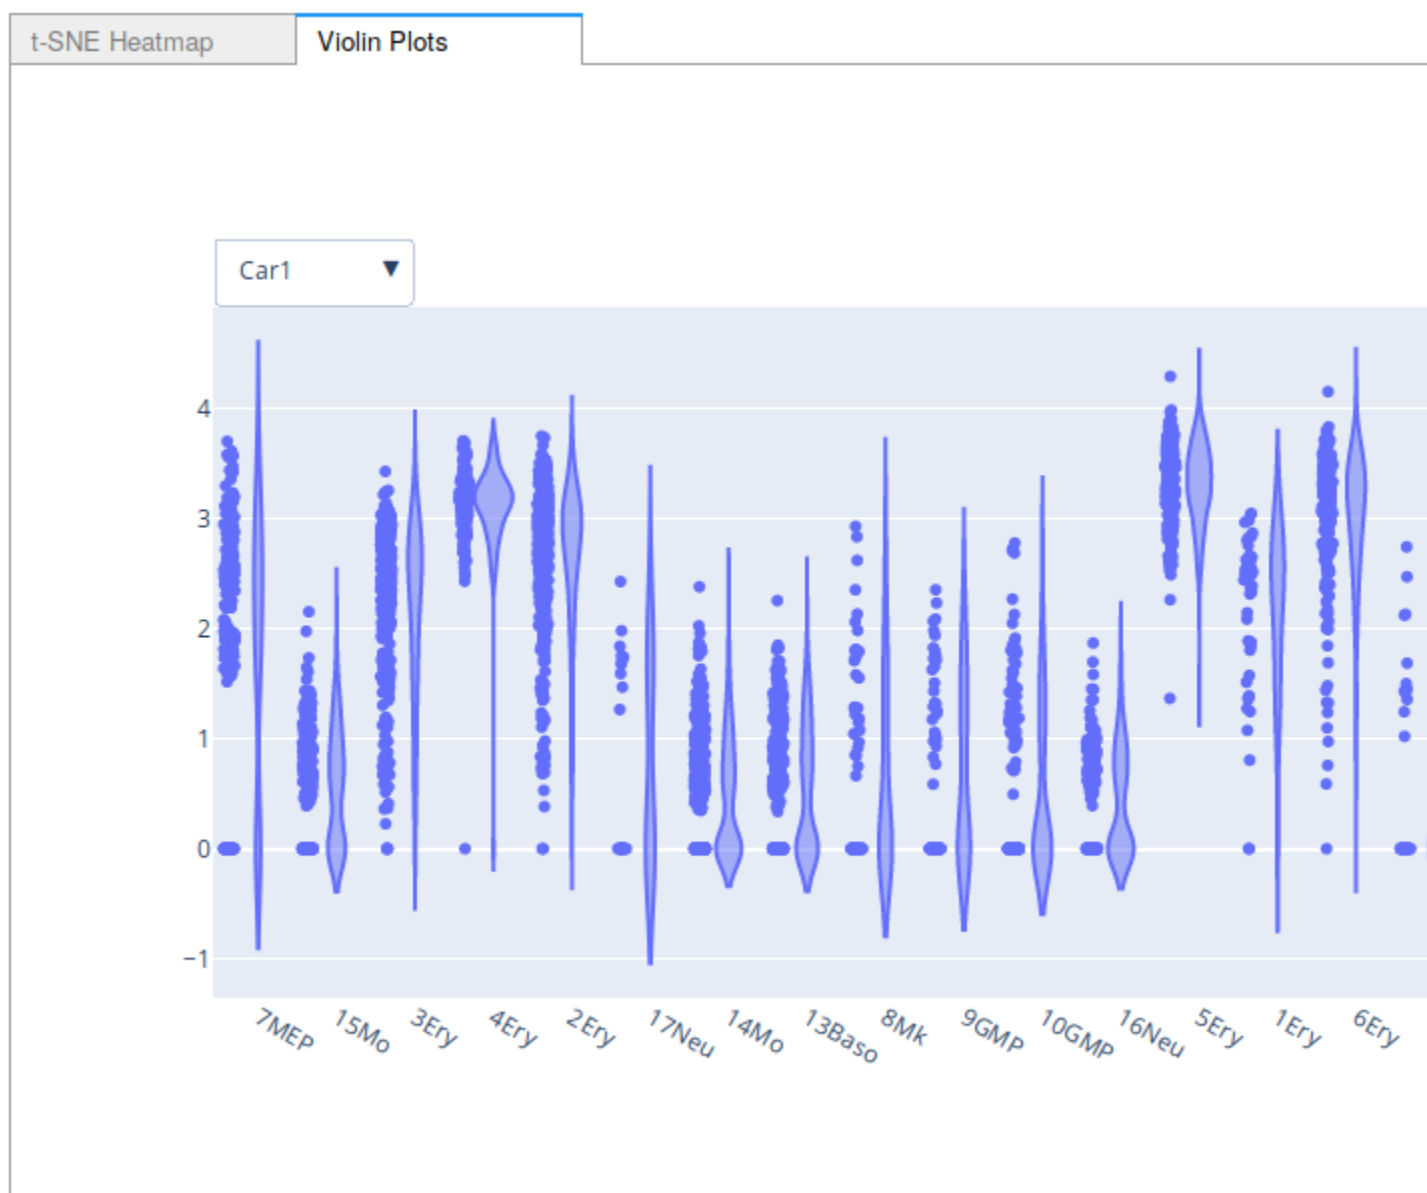 t-SNE Heatmap
Violin Plots
Car1 ▼
4
3
2
1
0
−1
7MEP
15Mo
3Ery
4Ery
2Ery
17Neu
14Mo
13Baso
8Mk
9GMP
10GMP
16Neu
5Ery
1Ery
6Ery